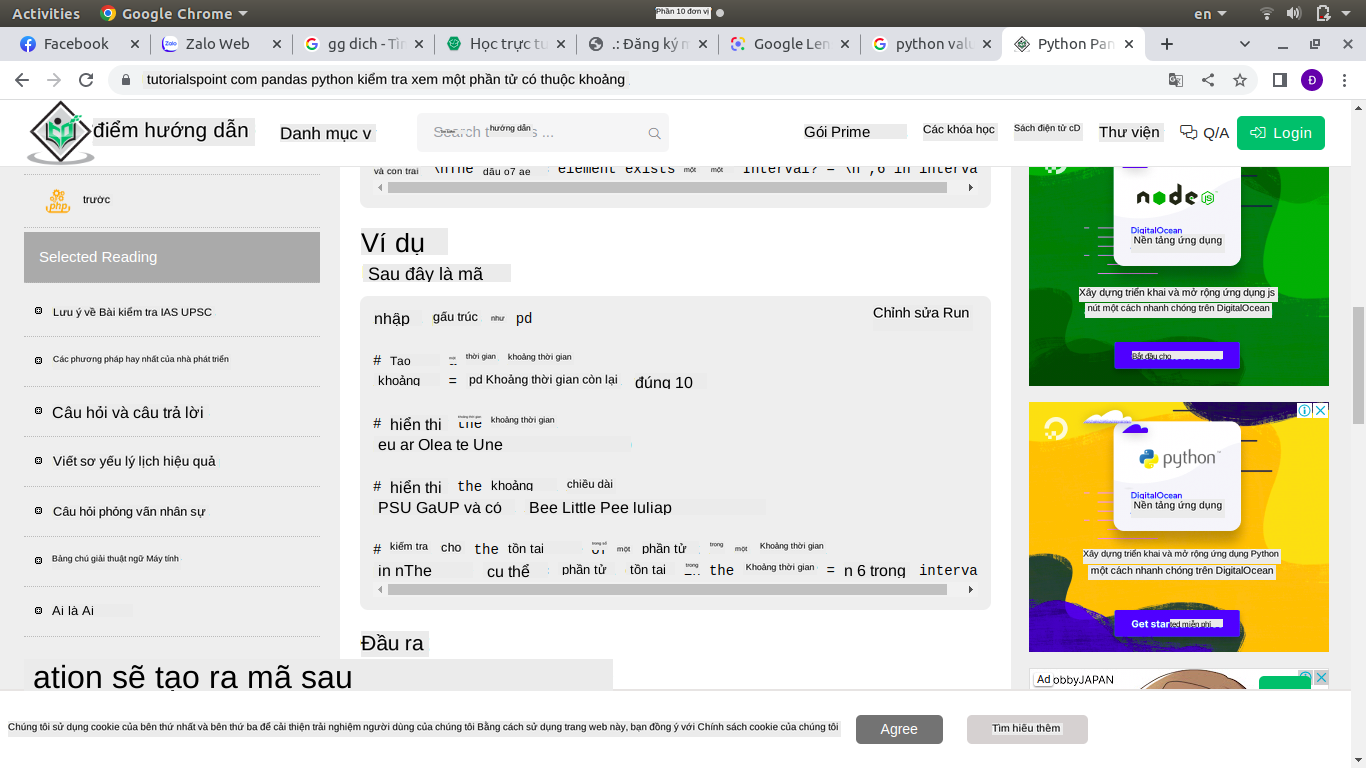 Activities Google Chrome Phần 10 đơn vị en
Facebook Zalo Web gg dich - Tìr Học trực tu .: Đăng ký m Google Len python valu Python Pan
tutorialspoint com pandas python kiểm tra xem một phần tử có thuộc khoảng Đ
điểm hướng dẫn Danh mục v Search hướng dẫn s ... Gói Prime Các khóa học Sách điện tử cD Thư viện Q/A Login
và con trai \nThe dấu o7 ae element exists một một interval? = \n ,6 in interva
trước
Selected Reading
Lưu ý về Bài kiểm tra IAS UPSC
Các phương pháp hay nhất của nhà phát triển
Câu hỏi và câu trả lời
Viết sơ yếu lý lịch hiệu quả
Câu hỏi phỏng vấn nhân sự
Bảng chú giải thuật ngữ Máy tính
Ai là Ai
Ví dụ
Sau đây là mã
Chỉnh sửa Run
nhập gấu trúc như pd
# Tạo thời gian khoảng thời gian
khoảng = pd Khoảng thời gian còn lại đúng 10
# hiển thị the khoảng thời gian
eu ar Olea te Une
# hiển thị the khoảng chiều dài
PSU GaUP và có Bee Little Pee luliap
# kiểm tra cho the tồn tại of một phần tử trong một Khoảng thời gian
in nThe cụ thể phần tử tồn tại trong the Khoảng thời gian = n 6 trong interva
Đầu ra
ation sẽ tạo ra mã sau
node JS
DigitalOcean
Nền tảng ứng dụng
Xây dựng triển khai và mở rộng ứng dụng js
nút một cách nhanh chóng trên DigitalOcean
Bắt đầu cho
python
DigitalOcean
Nền tảng ứng dụng
Xây dựng triển khai và mở rộng ứng dụng Python
một cách nhanh chóng trên DigitalOcean
Get started miễn phí
Ad obbyJAPAN
Chúng tôi sử dụng cookie của bên thứ nhất và bên thứ ba để cải thiện trải nghiệm người dùng của chúng tôi Bằng cách sử dụng trang web này, bạn đồng ý với Chính sách cookie của chúng tôi Agree Tìm hiểu thêm